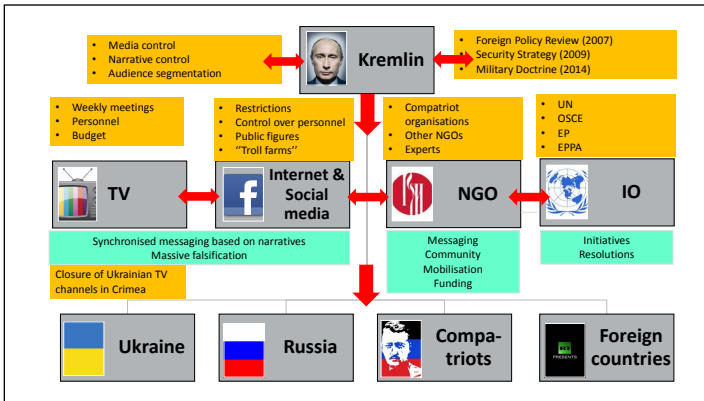 Media control
Narrative control
Audience segmentation
Kremlin
Foreign Policy Review (2007)
Security Strategy (2009)
Military Doctrine (2014)
Weekly meetings
Personnel
Budget
Restrictions
Control over personnel
Public figures
‘‘Troll farms’’
Compatriot
organisations
Other NGOs
Experts
UN
OSCE
EP
EPPA
TV
Internet &
Social
media
NGO
IO
Synchronised messaging based on narratives
Massive falsification
Messaging
Community
Mobilisation
Funding
Initiatives
Resolutions
Closure of Ukrainian TV
channels in Crimea
Ukraine
Russia
Compa-
triots
RT
PRESENTS
Foreign
countries